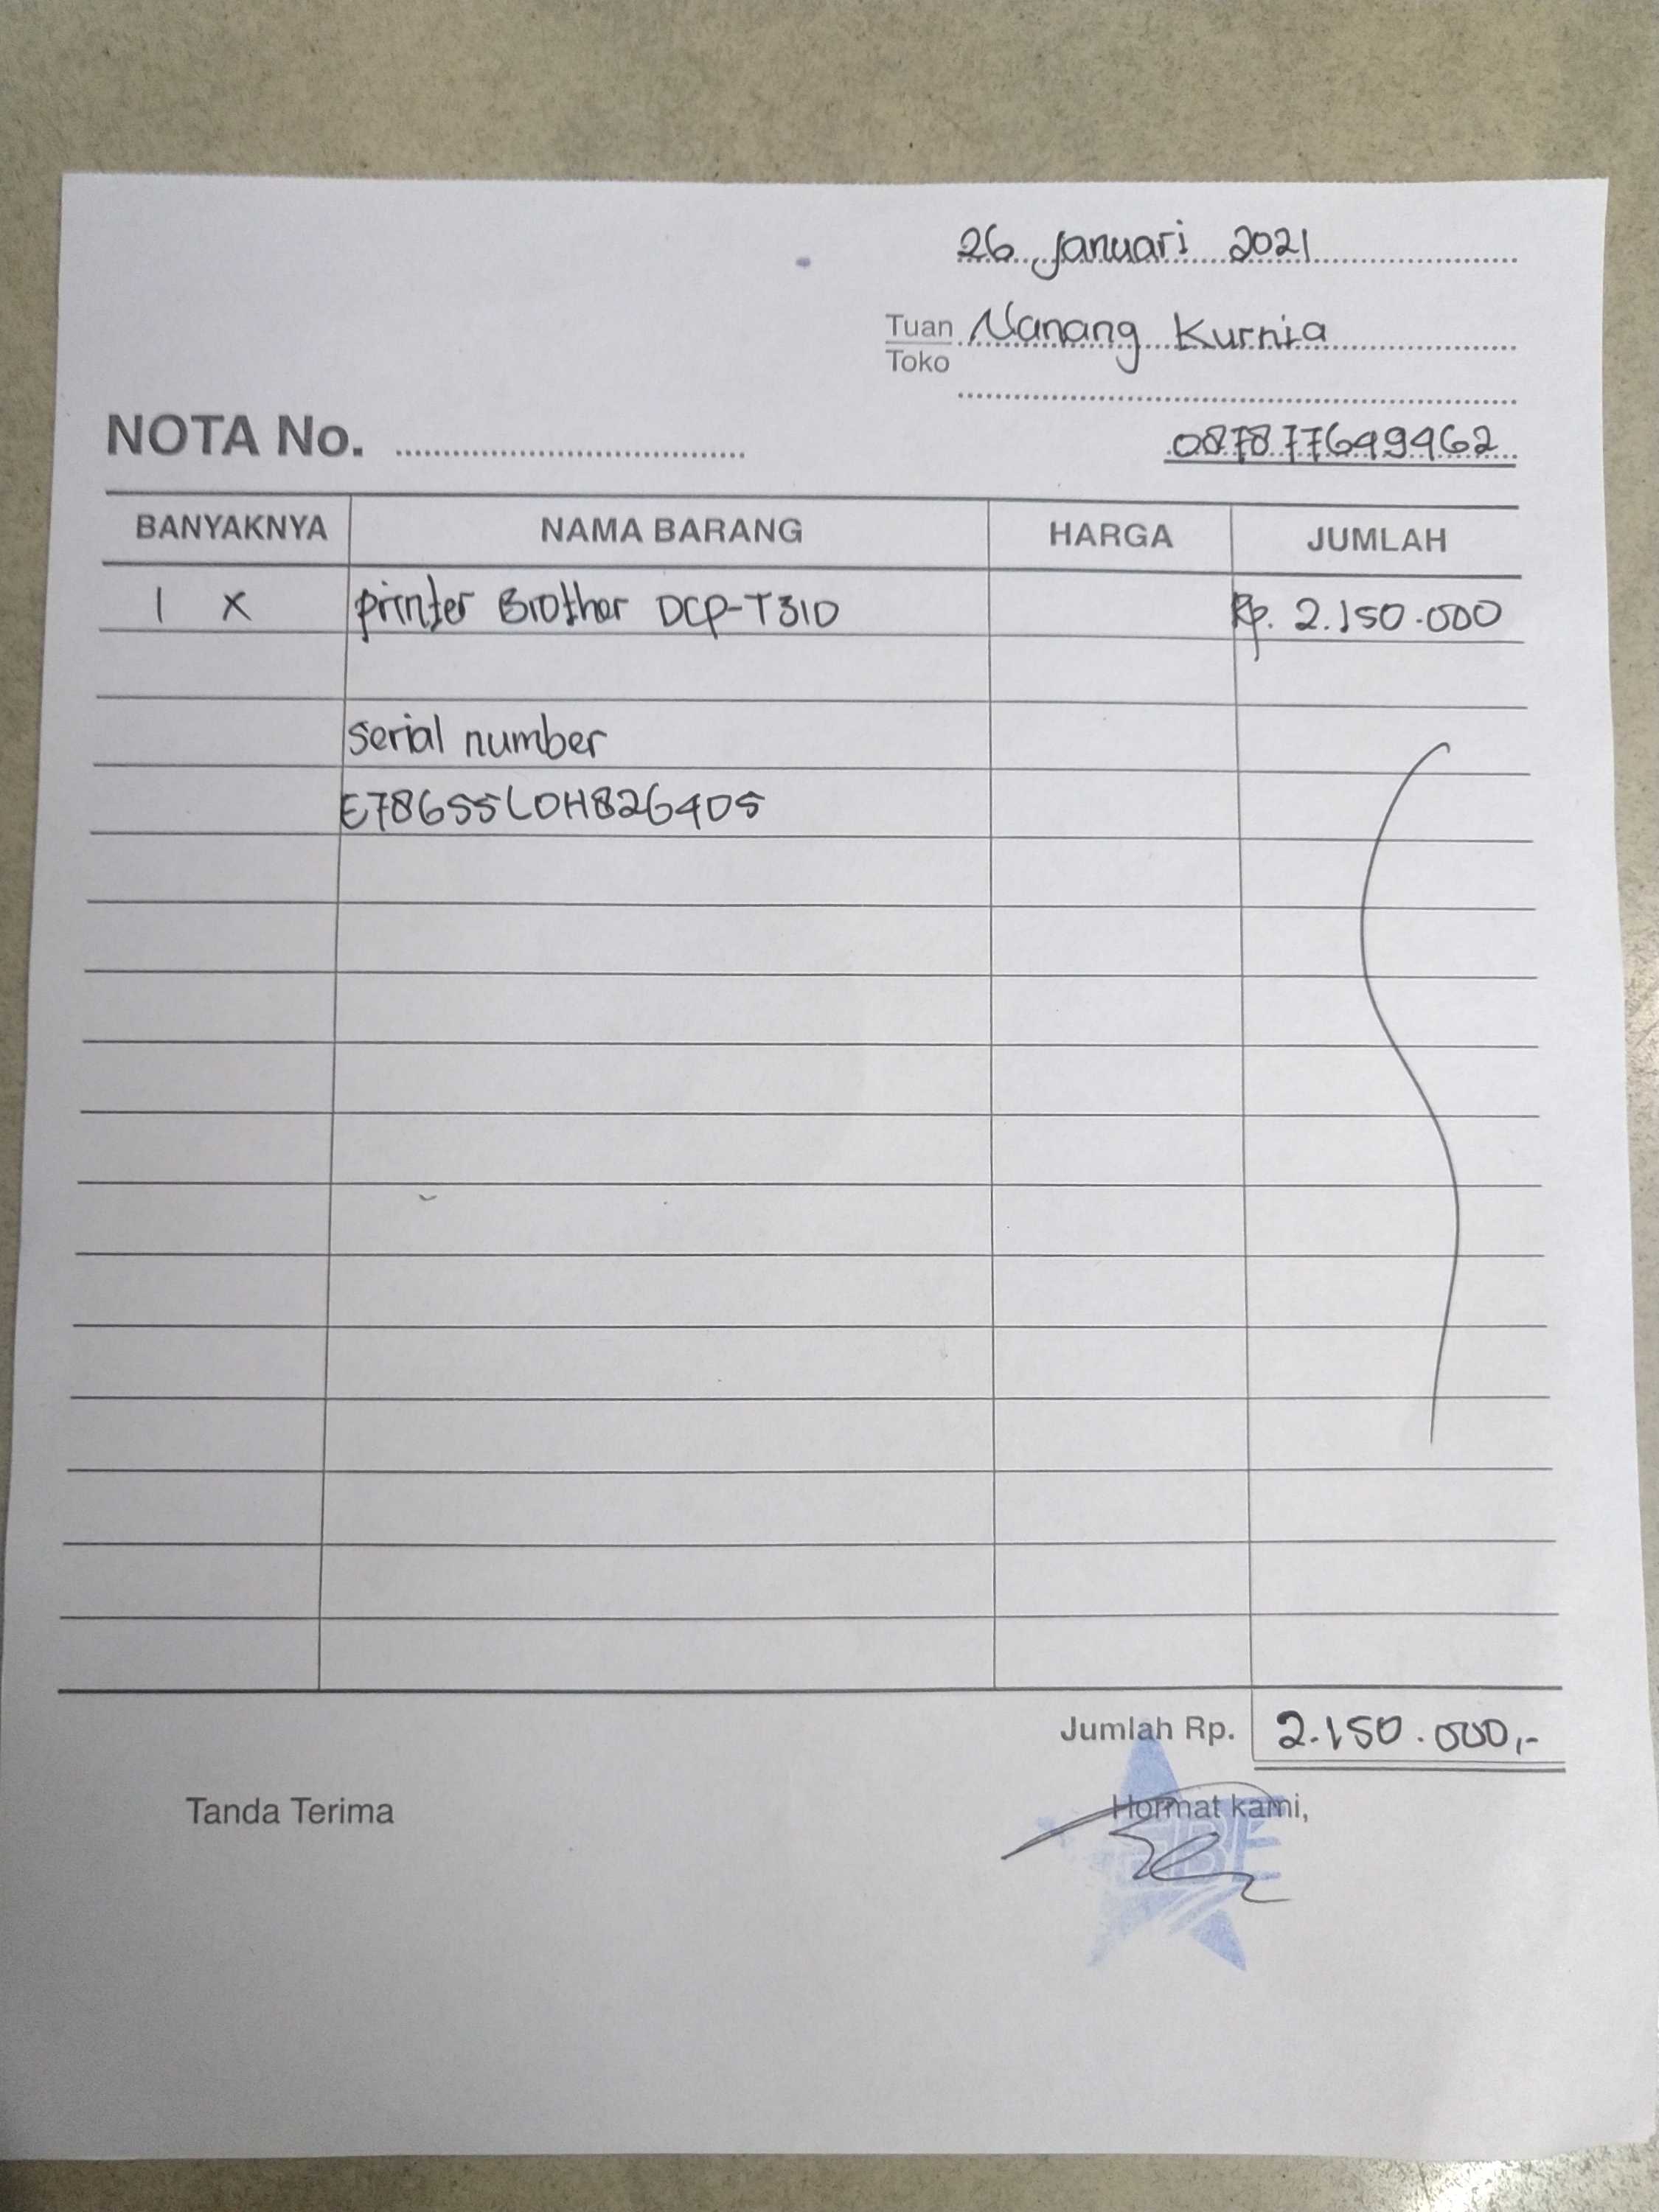 26 Januari 2021
Tuan Nanang Kurnia
Toko
NOTA No.
087877649462
BANYAKNYA NAMA BARANG HARGA JUMLAH
1 x printer Brother DCP-T310 Rp. 2.150.000
serial number
E78655L0H826405
Jumlah Rp. 2.150.000,-
Tanda Terima Hormat kami,